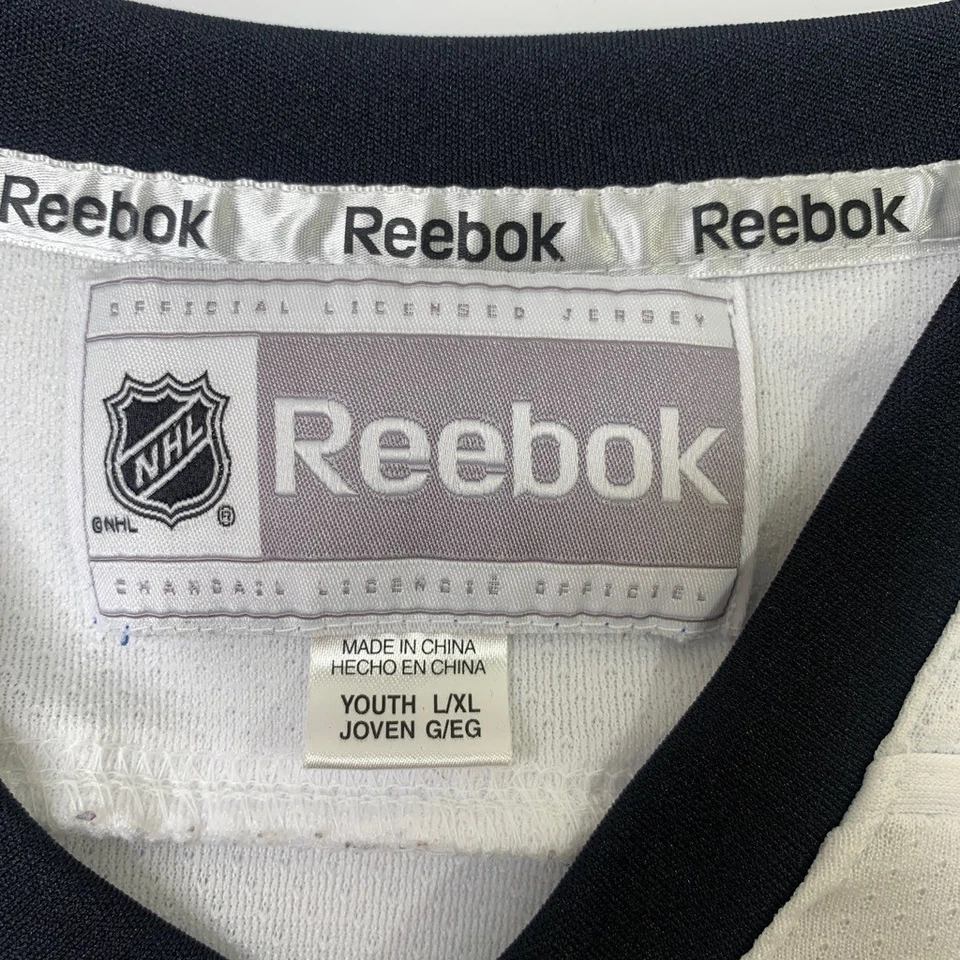 Reebok Reebok Reebok
OFFICIAL LICENSED JERSEY
NHL
Reebok
©NHL ®
CHANDAIL LICENCIÉ OFFICIEL
MADE IN CHINA
HECHO EN CHINA
YOUTH L/XL
JOVEN G/EG